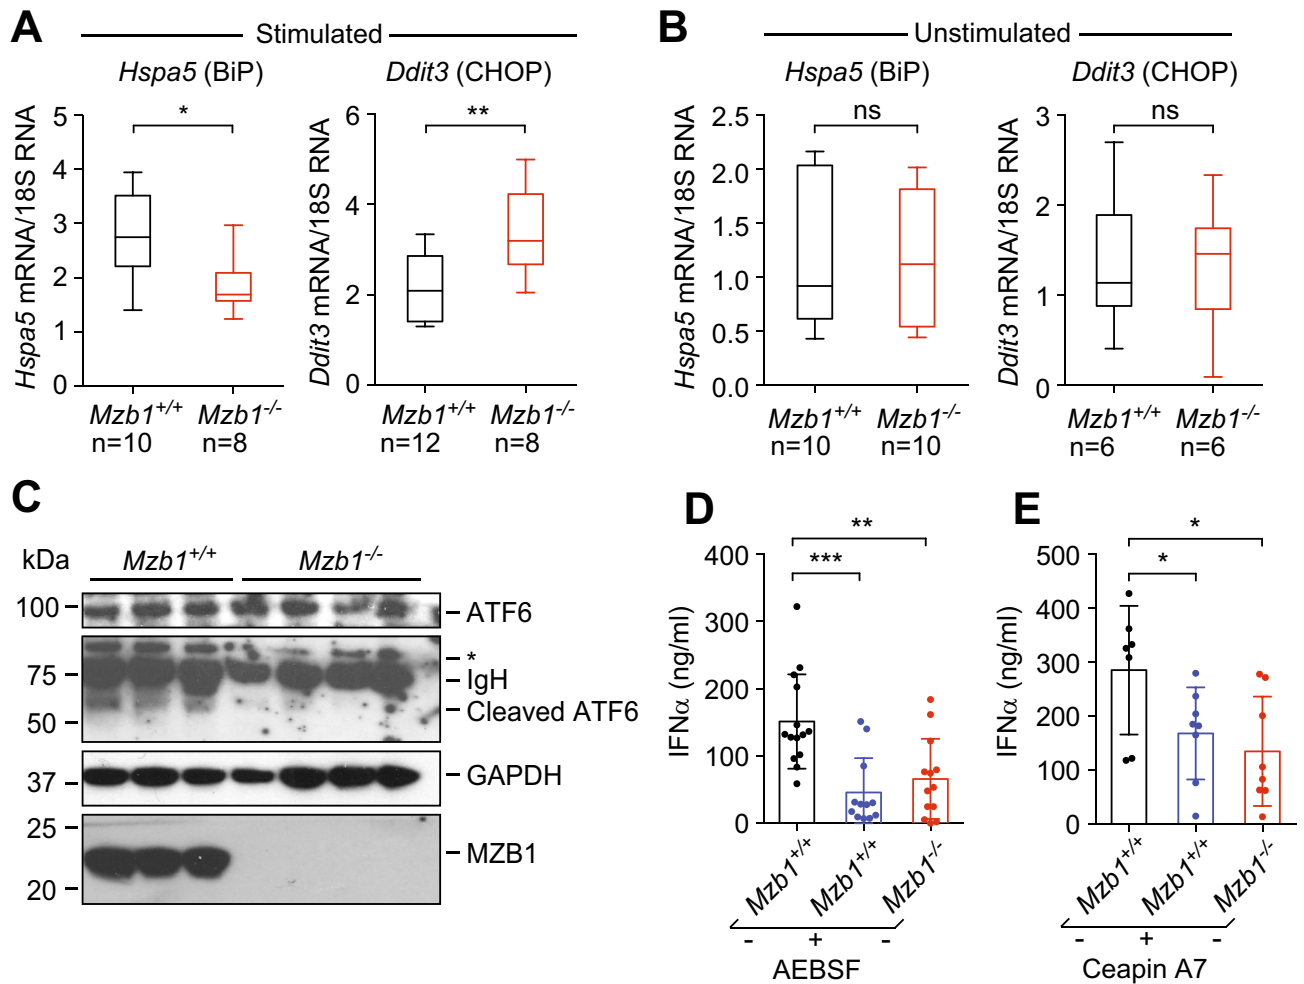 A
Stimulated
Hspa5 (BiP)
Ddit3 (CHOP)
Hspa5 mRNA/18S RNA
5
4
3
2
1
0
*
Mzb1+/+
n=10
Mzb1-/-
n=8
Ddit3 mRNA/18S RNA
6
4
2
0
**
Mzb1+/+
n=12
Mzb1-/-
n=8
B
Unstimulated
Hspa5 (BiP)
Ddit3 (CHOP)
Hspa5 mRNA/18S RNA
2.5
2.0
1.5
1.0
0.5
0.0
ns
Mzb1+/+
n=10
Mzb1-/-
n=10
Ddit3 mRNA/18S RNA
3
2
1
0
ns
Mzb1+/+
n=6
Mzb1-/-
n=6
C
kDa
Mzb1+/+
Mzb1-/-
100
ATF6
*
75
IgH
Cleaved ATF6
50
37
GAPDH
25
MZB1
20
D
IFNα (ng/ml)
400
300
200
100
0
**
***
Mzb1+/+
Mzb1+/+
Mzb1-/-
- + -
AEBSF
E
IFNα (ng/ml)
500
400
300
200
100
0
*
*
Mzb1+/+
Mzb1+/+
Mzb1-/-
- + -
Ceapin A7